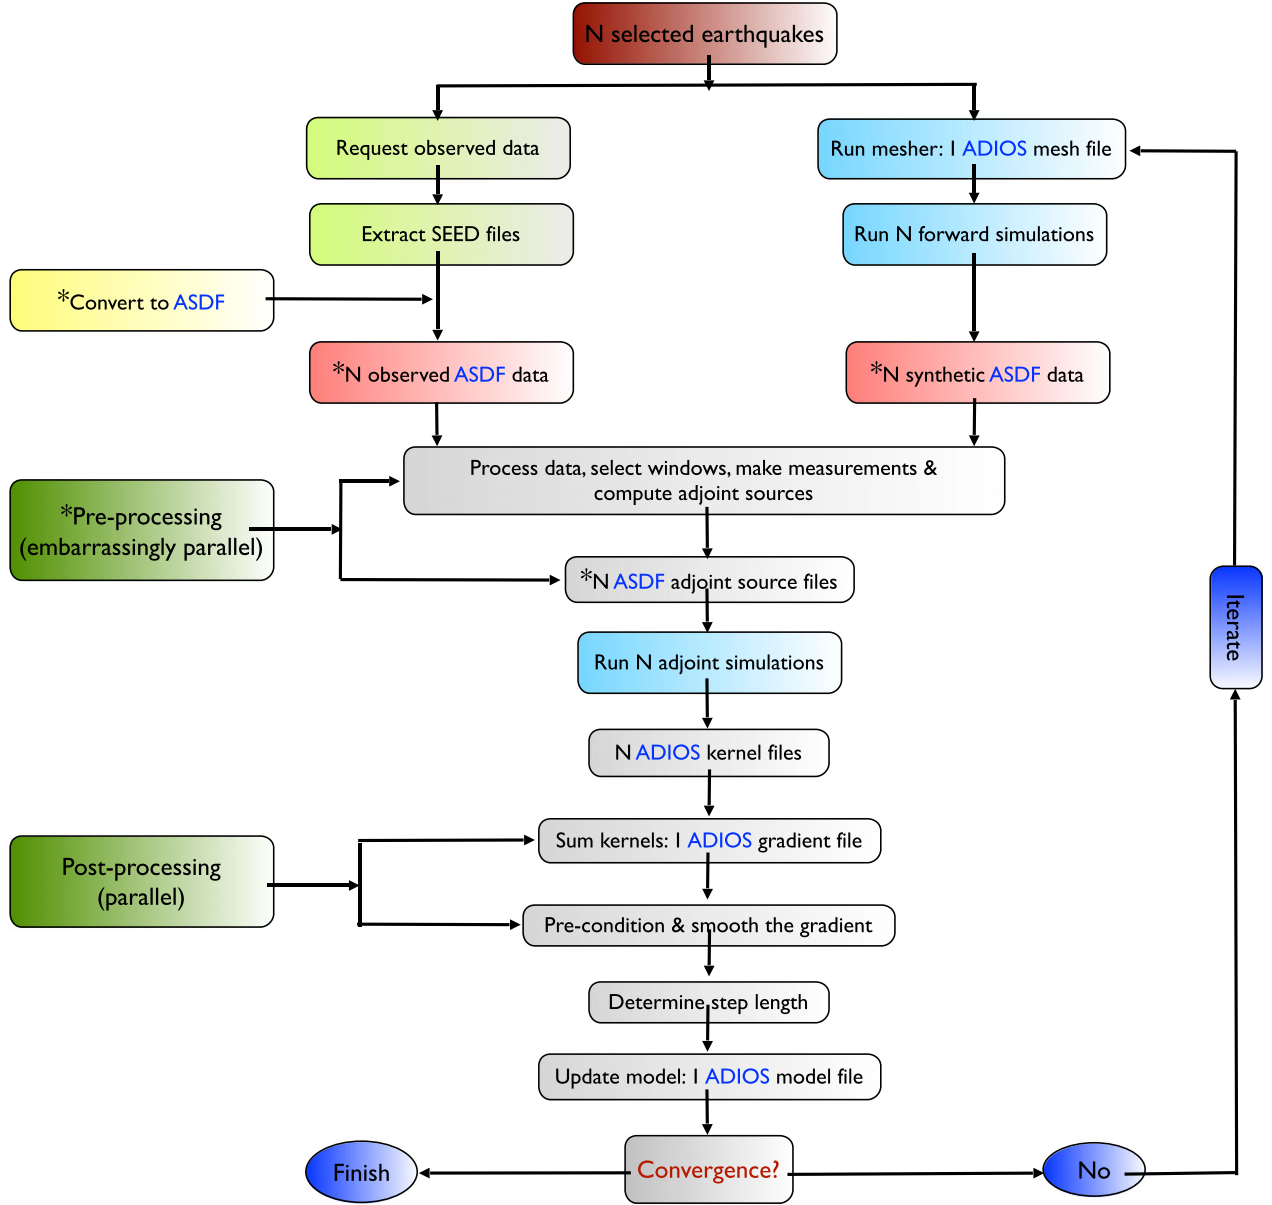 N selected earthquakes
Request observed data
Run mesher: 1 ADIOS mesh file
Extract SEED files
Run N forward simulations
*Convert to ASDF
*N observed ASDF data
*N synthetic ASDF data
Process data, select windows, make measurements &
compute adjoint sources
*Pre-processing
(embarrassingly parallel)
*N ASDF adjoint source files
Iterate
Run N adjoint simulations
N ADIOS kernel files
Sum kernels: 1 ADIOS gradient file
Post-processing
(parallel)
Pre-condition & smooth the gradient
Determine step length
Update model: 1 ADIOS model file
Finish
Convergence?
No